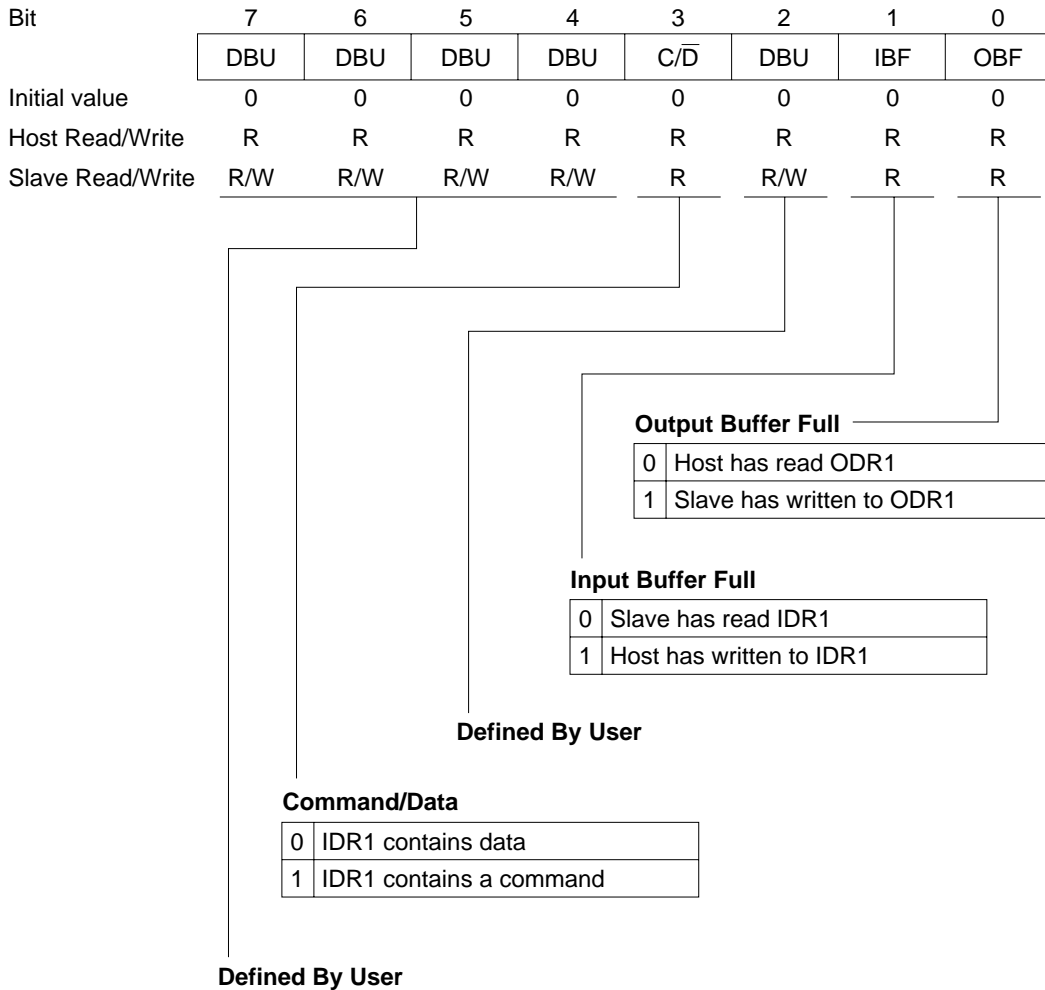 Bit 7 6 5 4 3 2 1 0
DBU DBU DBU DBU C/D̅ DBU IBF OBF
Initial value 0 0 0 0 0 0 0 0
Host Read/Write R R R R R R R R
Slave Read/Write R/W R/W R/W R/W R R/W R R
Output Buffer Full
0 Host has read ODR1
1 Slave has written to ODR1
Input Buffer Full
0 Slave has read IDR1
1 Host has written to IDR1
Defined By User
Command/Data
0 IDR1 contains data
1 IDR1 contains a command
Defined By User